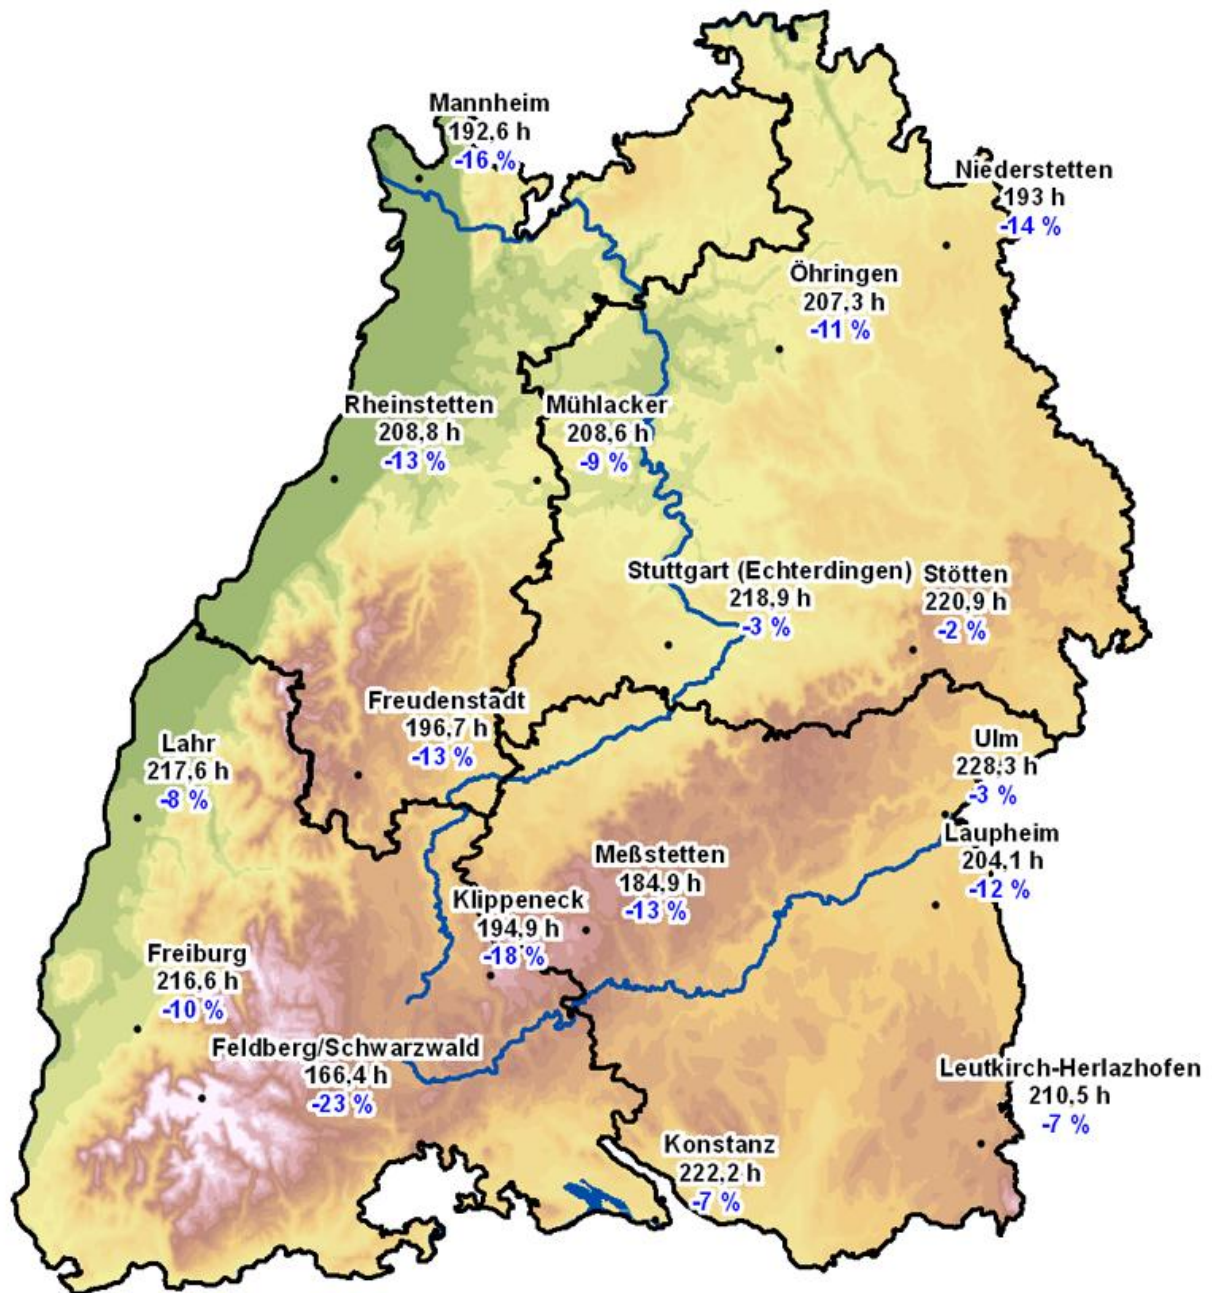 Mannheim
192,6 h
-16 %
Niederstetten
193 h
-14 %
Öhringen
207,3 h
-11 %
Rheinstetten
208,8 h
-13 %
Mühlacker
208,6 h
-9 %
Stuttgart (Echterdingen)
218,9 h
-3 %
Stötten
220,9 h
-2 %
Freudenstadt
196,7 h
-13 %
Lahr
217,6 h
-8 %
Ulm
228,3 h
-3 %
Laupheim
204,1 h
-12 %
Meßstetten
184,9 h
-13 %
Klippeneck
194,9 h
-18 %
Freiburg
216,6 h
-10 %
Feldberg/Schwarzwald
166,4 h
-23 %
Leutkirch-Herlazhofen
210,5 h
-7 %
Konstanz
222,2 h
-7 %